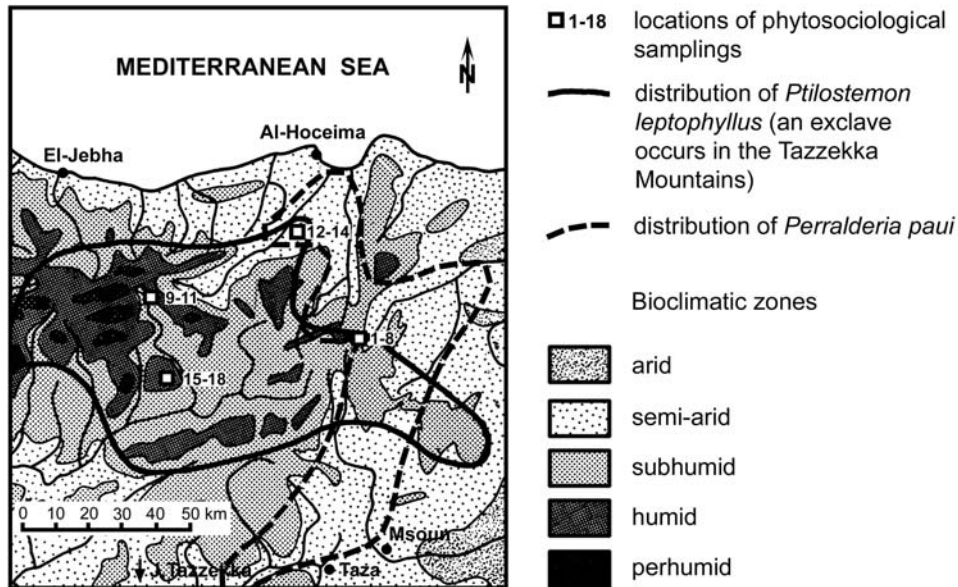 MEDITERRANEAN SEA
N
Al-Hoceima
El-Jebha
12-14
9-11
1-8
15-18
0 10 20 30 40 50 km
Msoun
J.Tazzekka
Taza
1-18 locations of phytosociological
samplings
distribution of Ptilostemon
leptophyllus (an
exclave
occurs in the Tazzekka
Mountains)
distribution of Perralderia paui
Bioclimatic zones
arid
semi-arid
subhumid
humid
perhumid